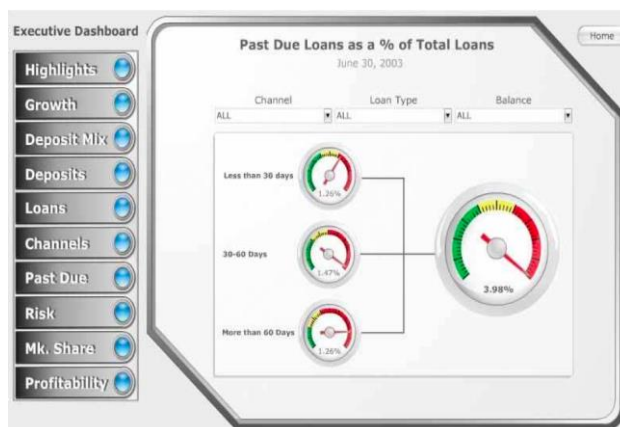 Executive Dashboard
Highlights
Growth
Deposit Mix
Deposits
Loans
Channels
Past Due
Risk
Mk. Share
Profitability
Home
Past Due Loans as a % of Total Loans
June 30, 2003
Channel Loan Type Balance
ALL ALL ALL
Less than 30 days
1.26%
30-60 Days
1.47%
More than 60 Days
1.26%
3.98%